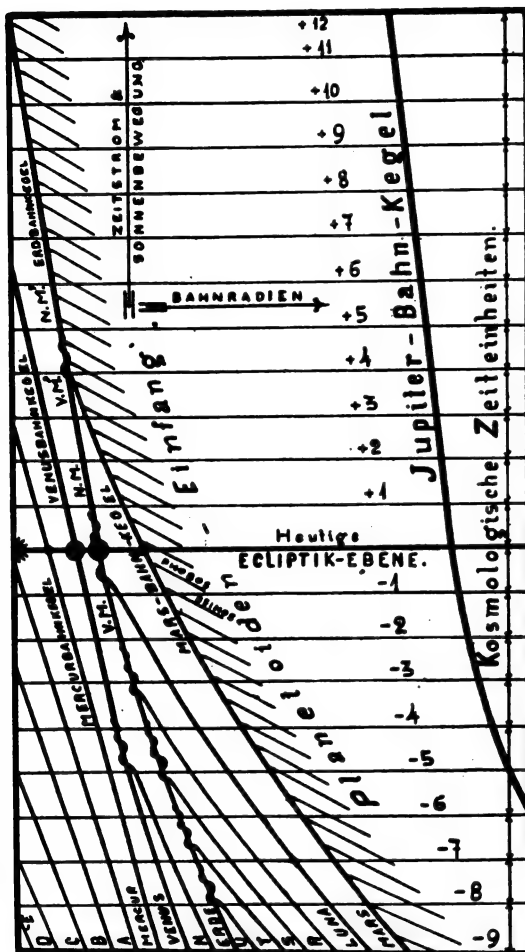 +12
+11
+10
+9
+8
+7
+6
+5
+4
+3
+2
+1
-1
-2
-3
-4
-5
-6
-7
-8
-9
ZEITSTROM &
SONNENBEWEGUNG
BAHNRADIEN
Jupiter-Bahn-Kegel
Kosmologische Zeiteinheiten.
Heutige
ECLIPTIK-EBENE.
Planetoiden-Einfang.
ERDBAHNKEGEL
N.M.
V.M.
VENUSBAHNKEGEL
N.M.
V.M.
MARS-BAHN-KEGEL
PHOBOS
DEIMOS
MERCURBAHNKEGEL
D
C
B
A
MERCUR
VENUS
N
ERDE
T
S
R
LUNA
MARS